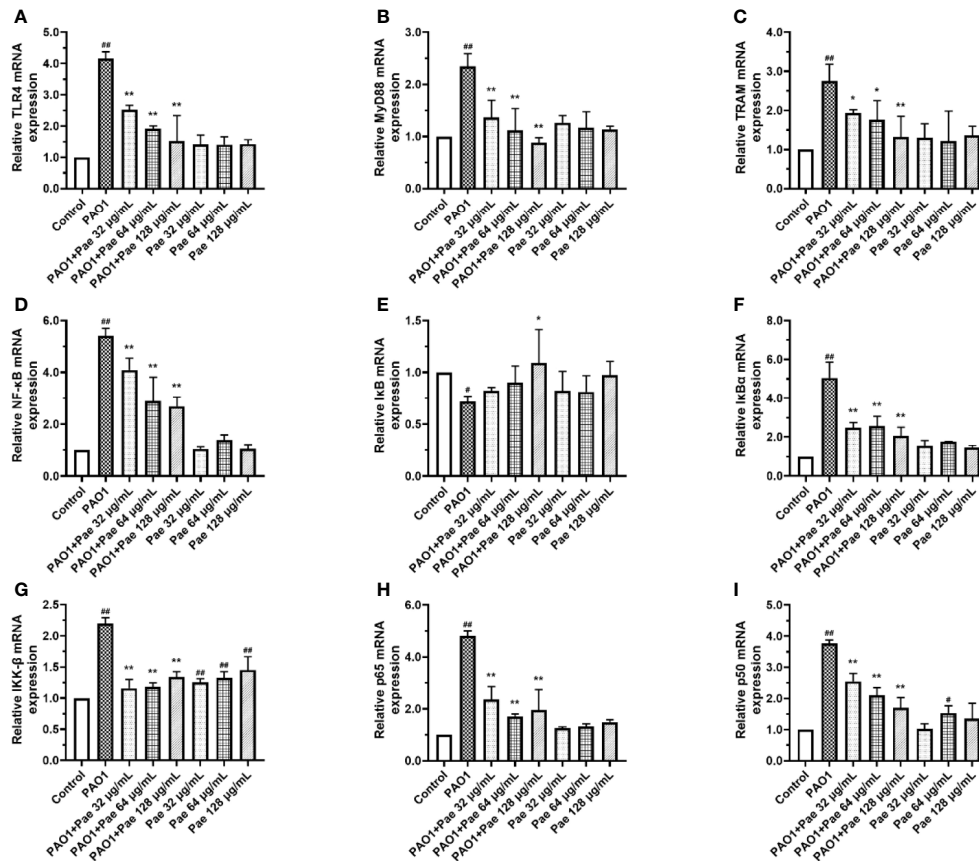 A
Relative TLR4 mRNA
expression
5.0
4.0
3.0
2.0
1.0
0.0
##
**
**
**
Control
PAO1
PAO1+Pae 32 µg/mL
PAO1+Pae 64 µg/mL
PAO1+Pae 128 µg/mL
Pae 32 µg/mL
Pae 64 µg/mL
Pae 128 µg/mL
B
Relative MyD88 mRNA
expression
3.0
2.0
1.0
0.0
##
**
**
**
Control
PAO1
PAO1+Pae 32 µg/mL
PAO1+Pae 64 µg/mL
PAO1+Pae 128 µg/mL
Pae 32 µg/mL
Pae 64 µg/mL
Pae 128 µg/mL
C
Relative TRAM mRNA
expression
4.0
3.0
2.0
1.0
0.0
##
*
*
**
Control
PAO1
PAO1+Pae 32 µg/mL
PAO1+Pae 64 µg/mL
PAO1+Pae 128 µg/mL
Pae 32 µg/mL
Pae 64 µg/mL
Pae 128 µg/mL
D
Relative NF-κB mRNA
expression
6.0
4.0
2.0
0.0
##
**
**
**
Control
PAO1
PAO1+Pae 32 µg/mL
PAO1+Pae 64 µg/mL
PAO1+Pae 128 µg/mL
Pae 32 µg/mL
Pae 64 µg/mL
Pae 128 µg/mL
E
Relative IκB mRNA
expression
1.5
1.0
0.5
0.0
#
*
Control
PAO1
PAO1+Pae 32 µg/mL
PAO1+Pae 64 µg/mL
PAO1+Pae 128 µg/mL
Pae 32 µg/mL
Pae 64 µg/mL
Pae 128 µg/mL
F
Relative IκBα mRNA
expression
8.0
6.0
4.0
2.0
0.0
##
**
**
**
Control
PAO1
PAO1+Pae 32 µg/mL
PAO1+Pae 64 µg/mL
PAO1+Pae 128 µg/mL
Pae 32 µg/mL
Pae 64 µg/mL
Pae 128 µg/mL
G
Relative IKK-β mRNA
expression
2.5
2.0
1.5
1.0
0.5
0.0
##
**
**
**
##
##
##
Control
PAO1
PAO1+Pae 32 µg/mL
PAO1+Pae 64 µg/mL
PAO1+Pae 128 µg/mL
Pae 32 µg/mL
Pae 64 µg/mL
Pae 128 µg/mL
H
Relative p65 mRNA
expression
6.0
4.0
2.0
0.0
##
**
**
**
Control
PAO1
PAO1+Pae 32 µg/mL
PAO1+Pae 64 µg/mL
PAO1+Pae 128 µg/mL
Pae 32 µg/mL
Pae 64 µg/mL
Pae 128 µg/mL
I
Relative p50 mRNA
expression
5.0
4.0
3.0
2.0
1.0
0.0
##
**
**
**
#
Control
PAO1
PAO1+Pae 32 µg/mL
PAO1+Pae 64 µg/mL
PAO1+Pae 128 µg/mL
Pae 32 µg/mL
Pae 64 µg/mL
Pae 128 µg/mL